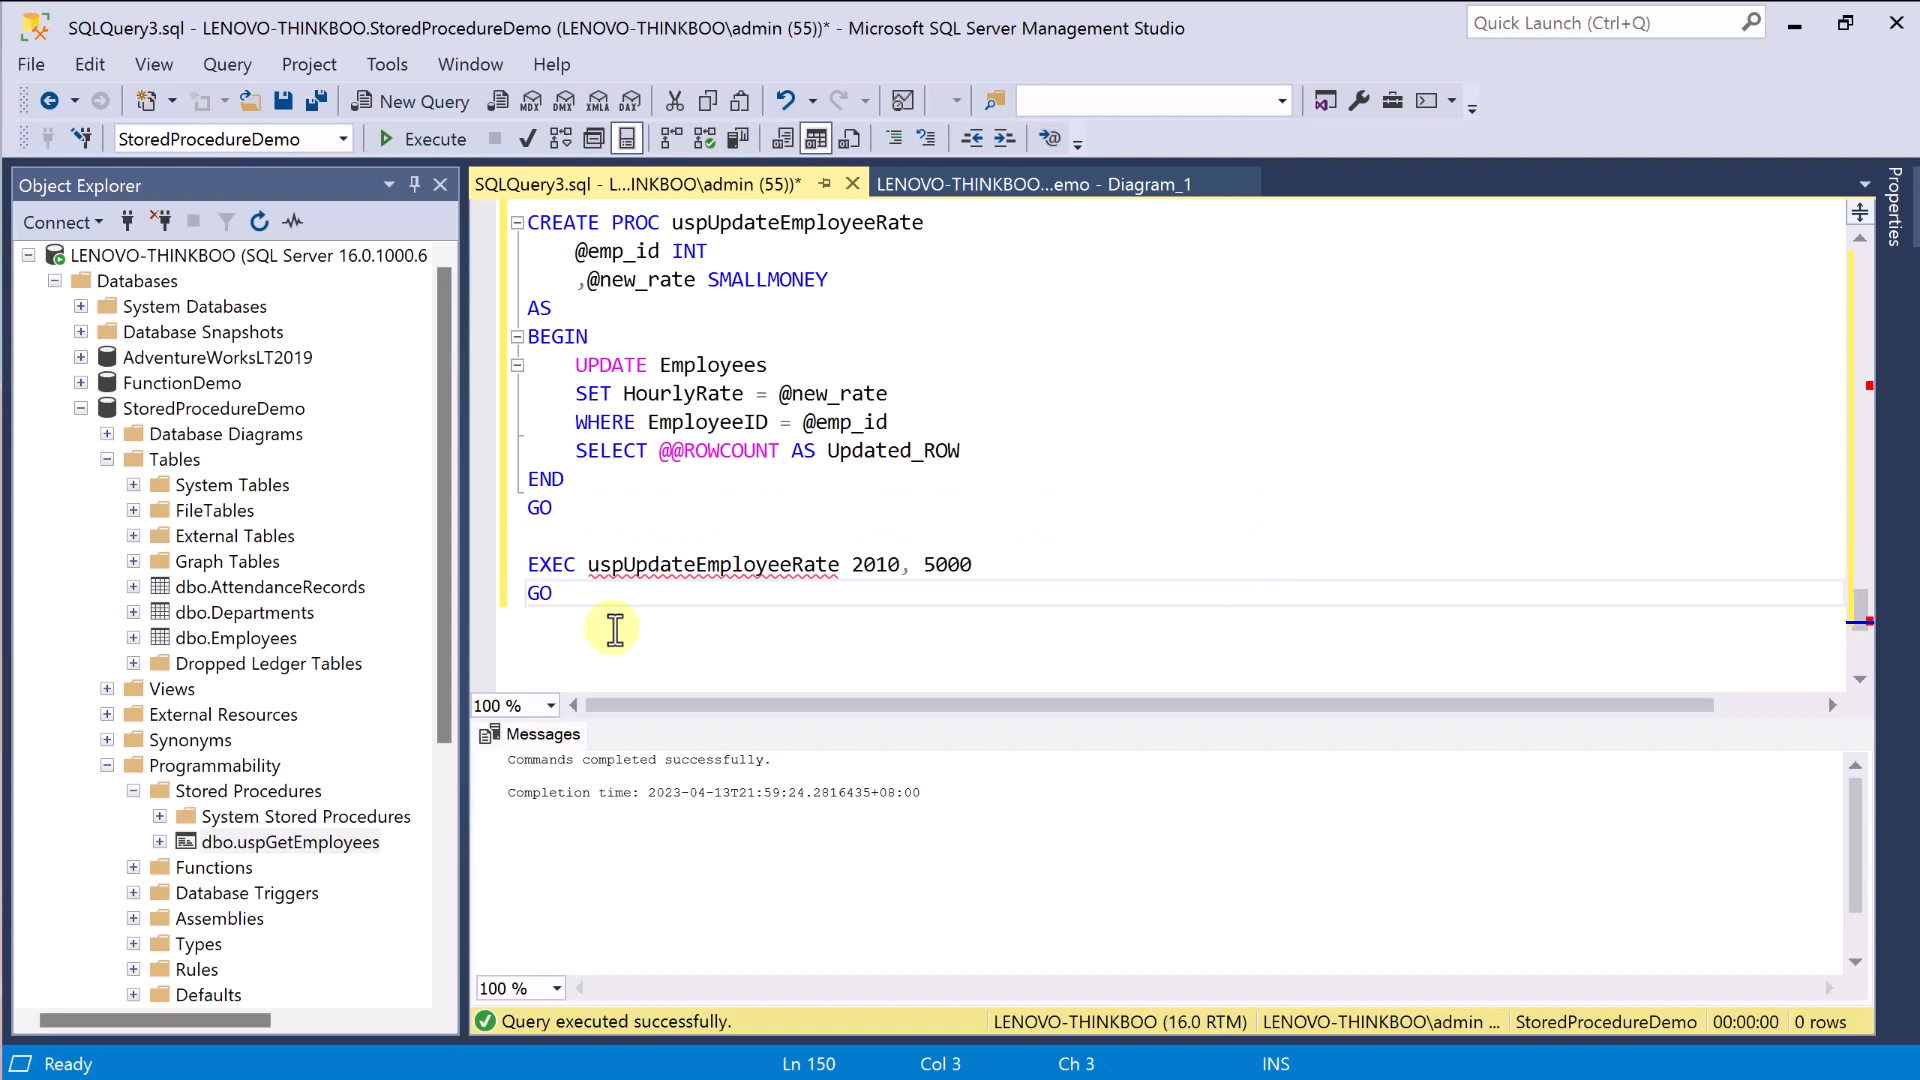 SQLQuery3.sql - LENOVO-THINKBOO.StoredProcedureDemo (LENOVO-THINKBOO\admin (55))* - Microsoft SQL Server Management Studio
Quick Launch (Ctrl+Q)
File Edit View Query Project Tools Window Help
New Query MDX DMX XMLA DAX
StoredProcedureDemo Execute
Object Explorer
Connect
LENOVO-THINKBOO (SQL Server 16.0.1000.6
Databases
System Databases
Database Snapshots
AdventureWorksLT2019
FunctionDemo
StoredProcedureDemo
Database Diagrams
Tables
System Tables
FileTables
External Tables
Graph Tables
dbo.AttendanceRecords
dbo.Departments
dbo.Employees
Dropped Ledger Tables
Views
External Resources
Synonyms
Programmability
Stored Procedures
System Stored Procedures
dbo.uspGetEmployees
Functions
Database Triggers
Assemblies
Types
Rules
Defaults
SQLQuery3.sql - L...INKBOO\admin (55))* LENOVO-THINKBOO...emo - Diagram_1
Properties
CREATE PROC uspUpdateEmployeeRate
@emp_id INT
,@new_rate SMALLMONEY
AS
BEGIN
UPDATE Employees
SET HourlyRate = @new_rate
WHERE EmployeeID = @emp_id
SELECT @@ROWCOUNT AS Updated_ROW
END
GO
EXEC uspUpdateEmployeeRate 2010, 5000
GO
100 %
Messages
Commands completed successfully.
Completion time: 2023-04-13T21:59:24.2816435+08:00
100 %
Query executed successfully. LENOVO-THINKBOO (16.0 RTM) LENOVO-THINKBOO\admin ... StoredProcedureDemo 00:00:00 0 rows
Ready Ln 150 Col 3 Ch 3 INS